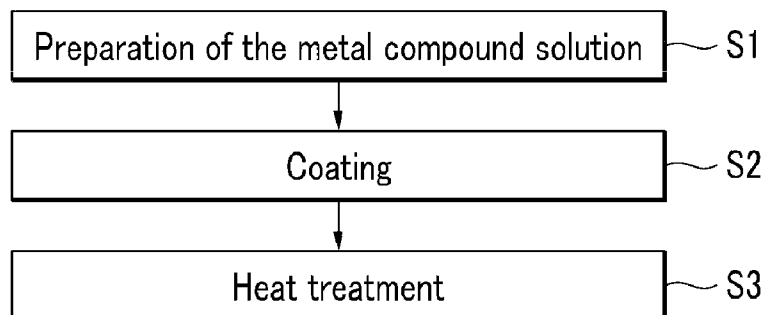 Preparation of the metal compound solution S1
Coating S2
Heat treatment S3